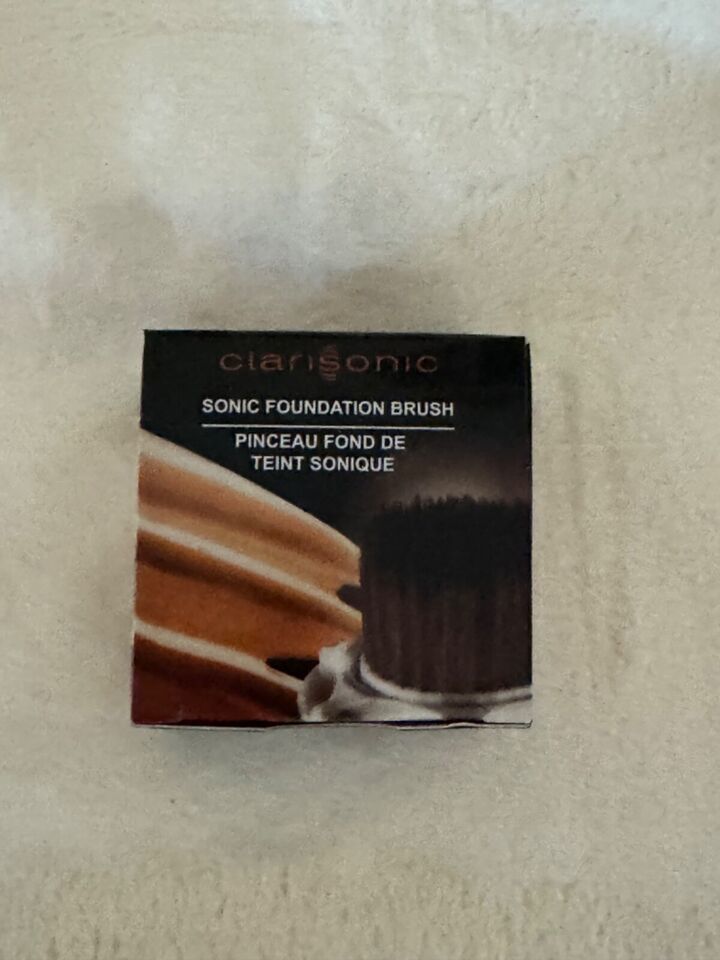 clarisonic
SONIC FOUNDATION BRUSH
PINCEAU FOND DE
TEINT SONIQUE